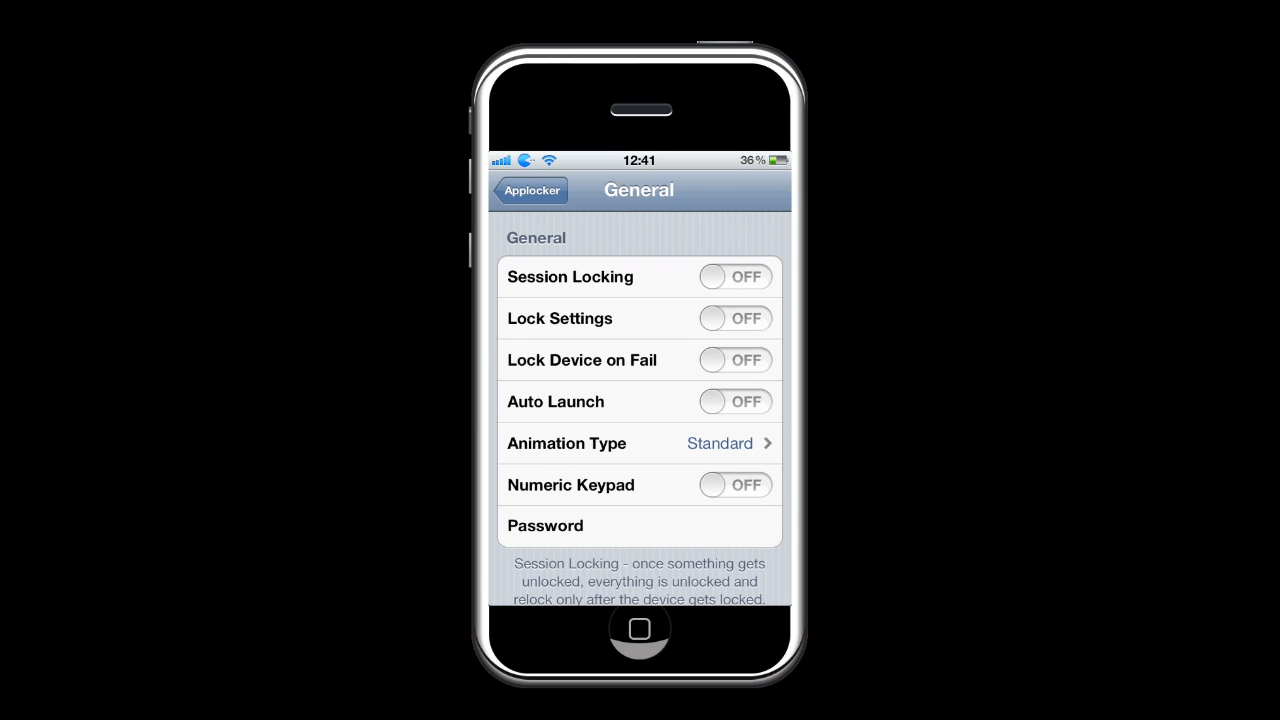 12:41
36%
Applocker
General
General
Session Locking OFF
Lock Settings OFF
Lock Device on Fail OFF
Auto Launch OFF
Animation Type Standard
Numeric Keypad OFF
Password
Session Locking - once something gets
unlocked, everything is unlocked and
relock only after the device gets locked.